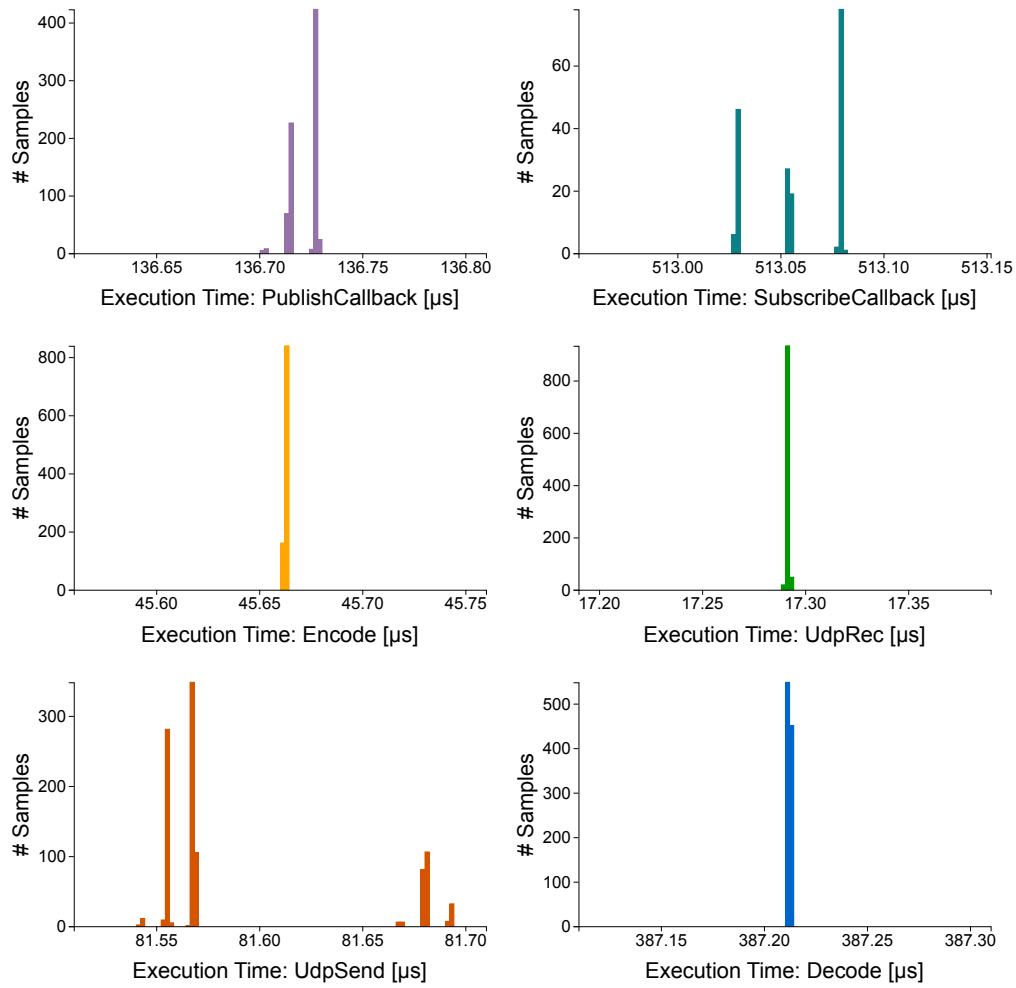 # Samples
400
300
200
100
0
136.65 136.70 136.75 136.80
Execution Time: PublishCallback [µs]
# Samples
60
40
20
0
513.00 513.05 513.10 513.15
Execution Time: SubscribeCallback [µs]
# Samples
800
600
400
200
0
45.60 45.65 45.70 45.75
Execution Time: Encode [µs]
# Samples
800
600
400
200
0
17.20 17.25 17.30 17.35
Execution Time: UdpRec [µs]
# Samples
300
200
100
0
81.55 81.60 81.65 81.70
Execution Time: UdpSend [µs]
# Samples
500
400
300
200
100
0
387.15 387.20 387.25 387.30
Execution Time: Decode [µs]